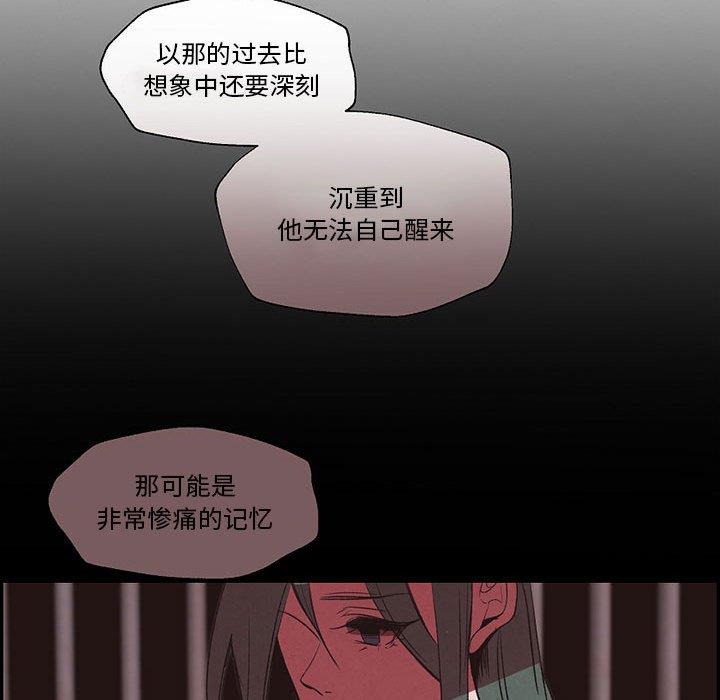 以那的过去比
想象中还要深刻
沉重到
他无法自己醒来
那可能是
非常惨痛的记忆